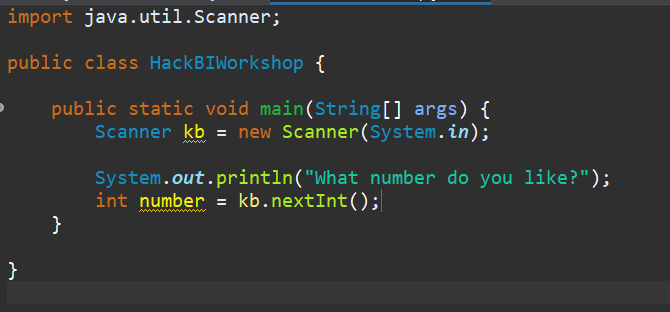 import java.util.Scanner;
public class HackBIWorkshop {
public static void main(String[] args) {
Scanner kb = new Scanner(System.in);
System.out.println("What number do you like?");
int number = kb.nextInt();
}
}